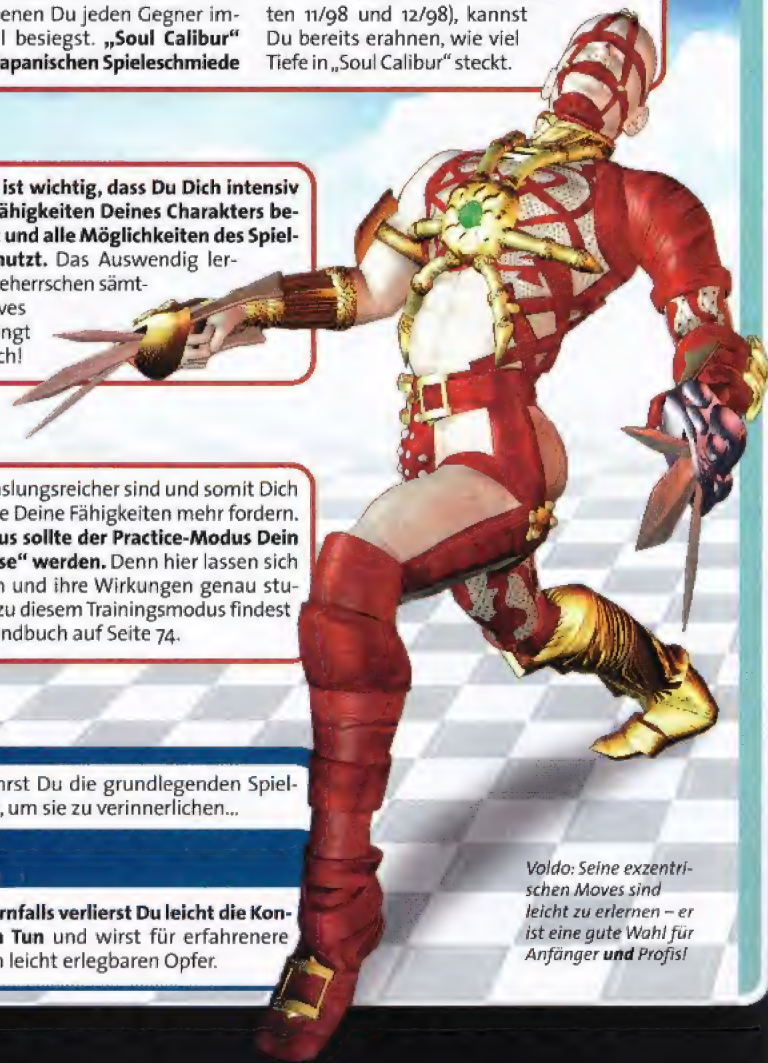 enen Du jeden Gegner im-
l besiegst. „Soul Calibur“
apanischen Spieleschmiede
ten 11/98 und 12/98), kannst
Du bereits erahnen, wie viel
Tiefe in „Soul Calibur“ steckt.
ist wichtig, dass Du Dich intensiv
ähigkeiten Deines Charakters be-
t und alle Möglichkeiten des Spiel-
nutzt. Das Auswendig ler-
eherrschen sämt-
ves
ngt
ch!
slungsreicher sind und somit Dich
e Deine Fähigkeiten mehr fordern.
us sollte der Practice-Modus Dein
se“ werden. Denn hier lassen sich
n und ihre Wirkungen genau stu-
zu diesem Trainingsmodus findest
ndbuch auf Seite 74.
hrst Du die grundlegenden Spiel-
, um sie zu verinnerlichen...
rnfalls verlierst Du leicht die Kon-
n Tun und wirst für erfahrenere
n leicht erlegbaren Opfer.
Voldo: Seine exzentri-
schen Moves sind
leicht zu erlernen – er
ist eine gute Wahl für
Anfänger und Profis!